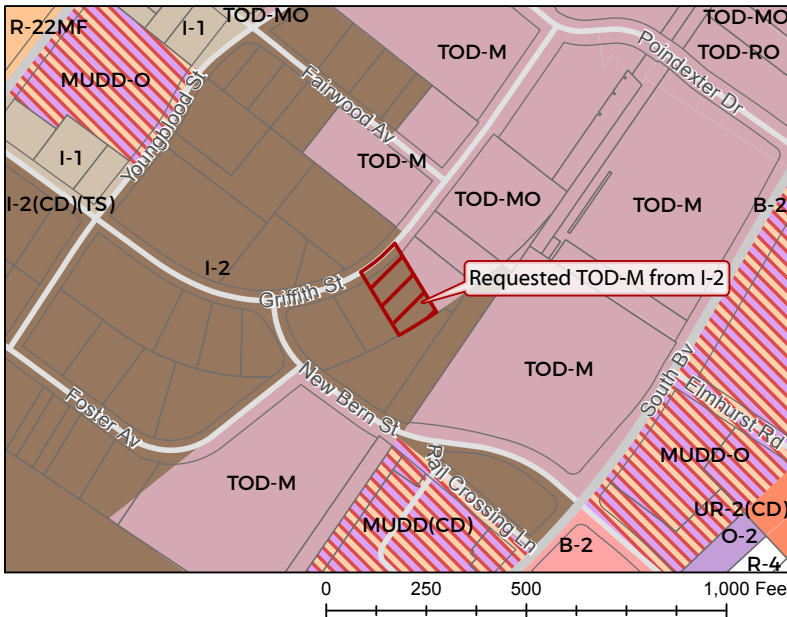 R-22MF
I-1
TOD-MO
TOD-M
TOD-MO
TOD-RO
Poindexter Dr
MUDD-O
Youngblood St
Fairwood Av
I-1
TOD-M
TOD-MO
TOD-M
B-2
I-2(CD)(TS)
I-2
Griffith St
Requested TOD-M from I-2
New Bern St
TOD-M
South Bv
Elmhurst Rd
Foster Av
TOD-M
Rail Crossing Ln
MUDD-O
MUDD(CD)
UR-2(CD)
O-2
B-2
R-4
0 250 500 1,000 Fee